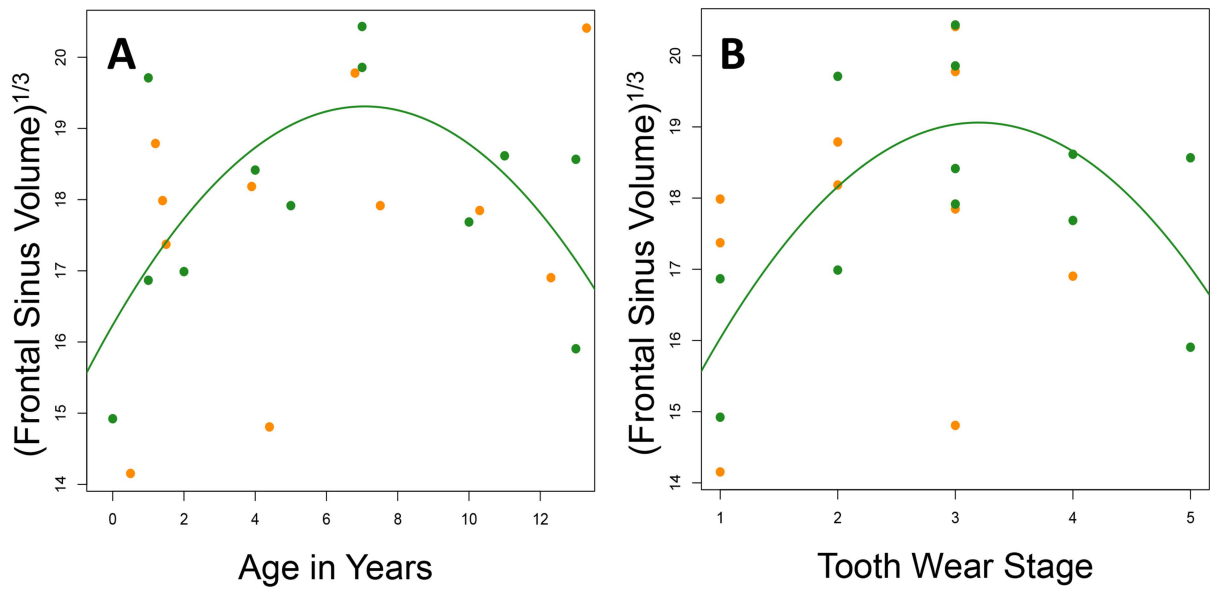 A
(Frontal Sinus Volume)1/3
20
19
18
17
16
15
14
0 2 4 6 8 10 12
Age in Years
B
(Frontal Sinus Volume)1/3
20
19
18
17
16
15
14
1 2 3 4 5
Tooth Wear Stage